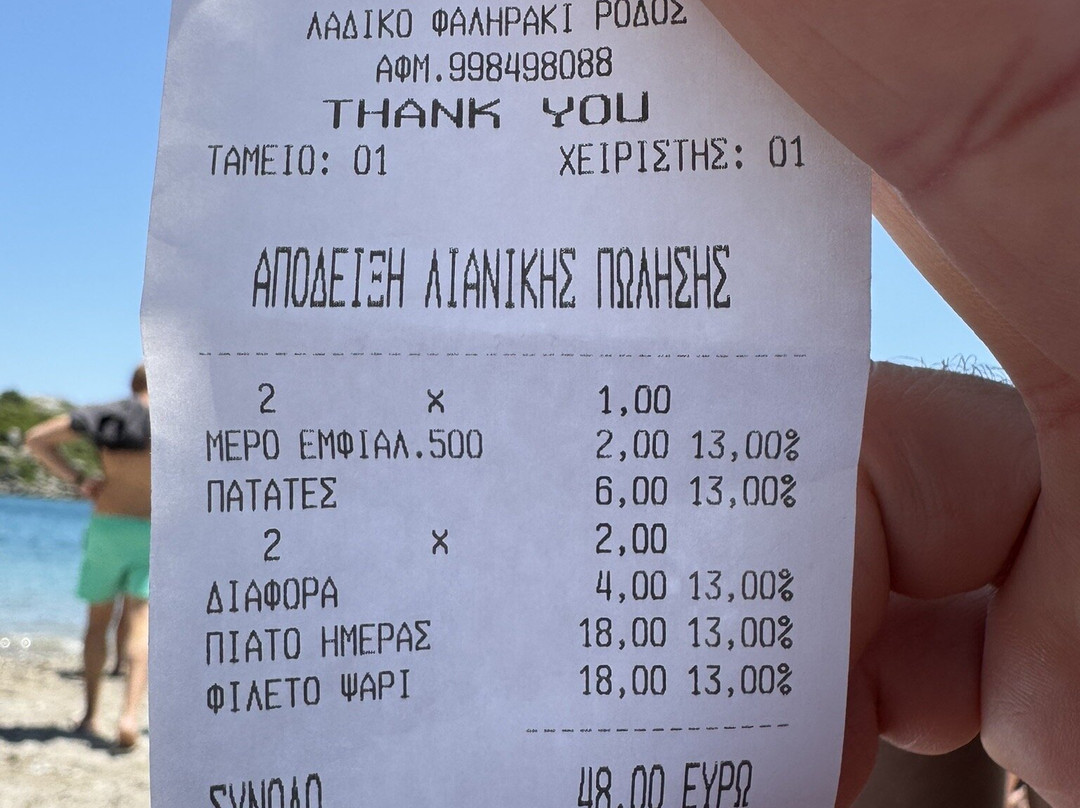 ΛΑΔΙΚΟ ΦΑΛΗΡΑΚΙ ΡΟΔΟΣ
ΑΦΜ.998498088
THANK YOU
ΤΑΜΕΙΟ: 01 ΧΕΙΡΙΣΤΗΣ: 01
ΑΠΟΔΕΙΞΗ ΛΙΑΝΙΚΗΣ ΠΩΛΗΣΗΣ
2 x 1,00
ΜΕΡΟ ΕΜΦΙΑΛ.500 2,00 13,00%
ΠΑΤΑΤΕΣ 6,00 13,00%
2 x 2,00
ΔΙΑΦΟΡΑ 4,00 13,00%
ΠΙΑΤΟ ΗΜΕΡΑΣ 18,00 13,00%
ΦΙΛΕΤΟ ΨΑΡΙ 18,00 13,00%
ΣΥΝΟΛΟ 48,00 ΕΥΡΩ